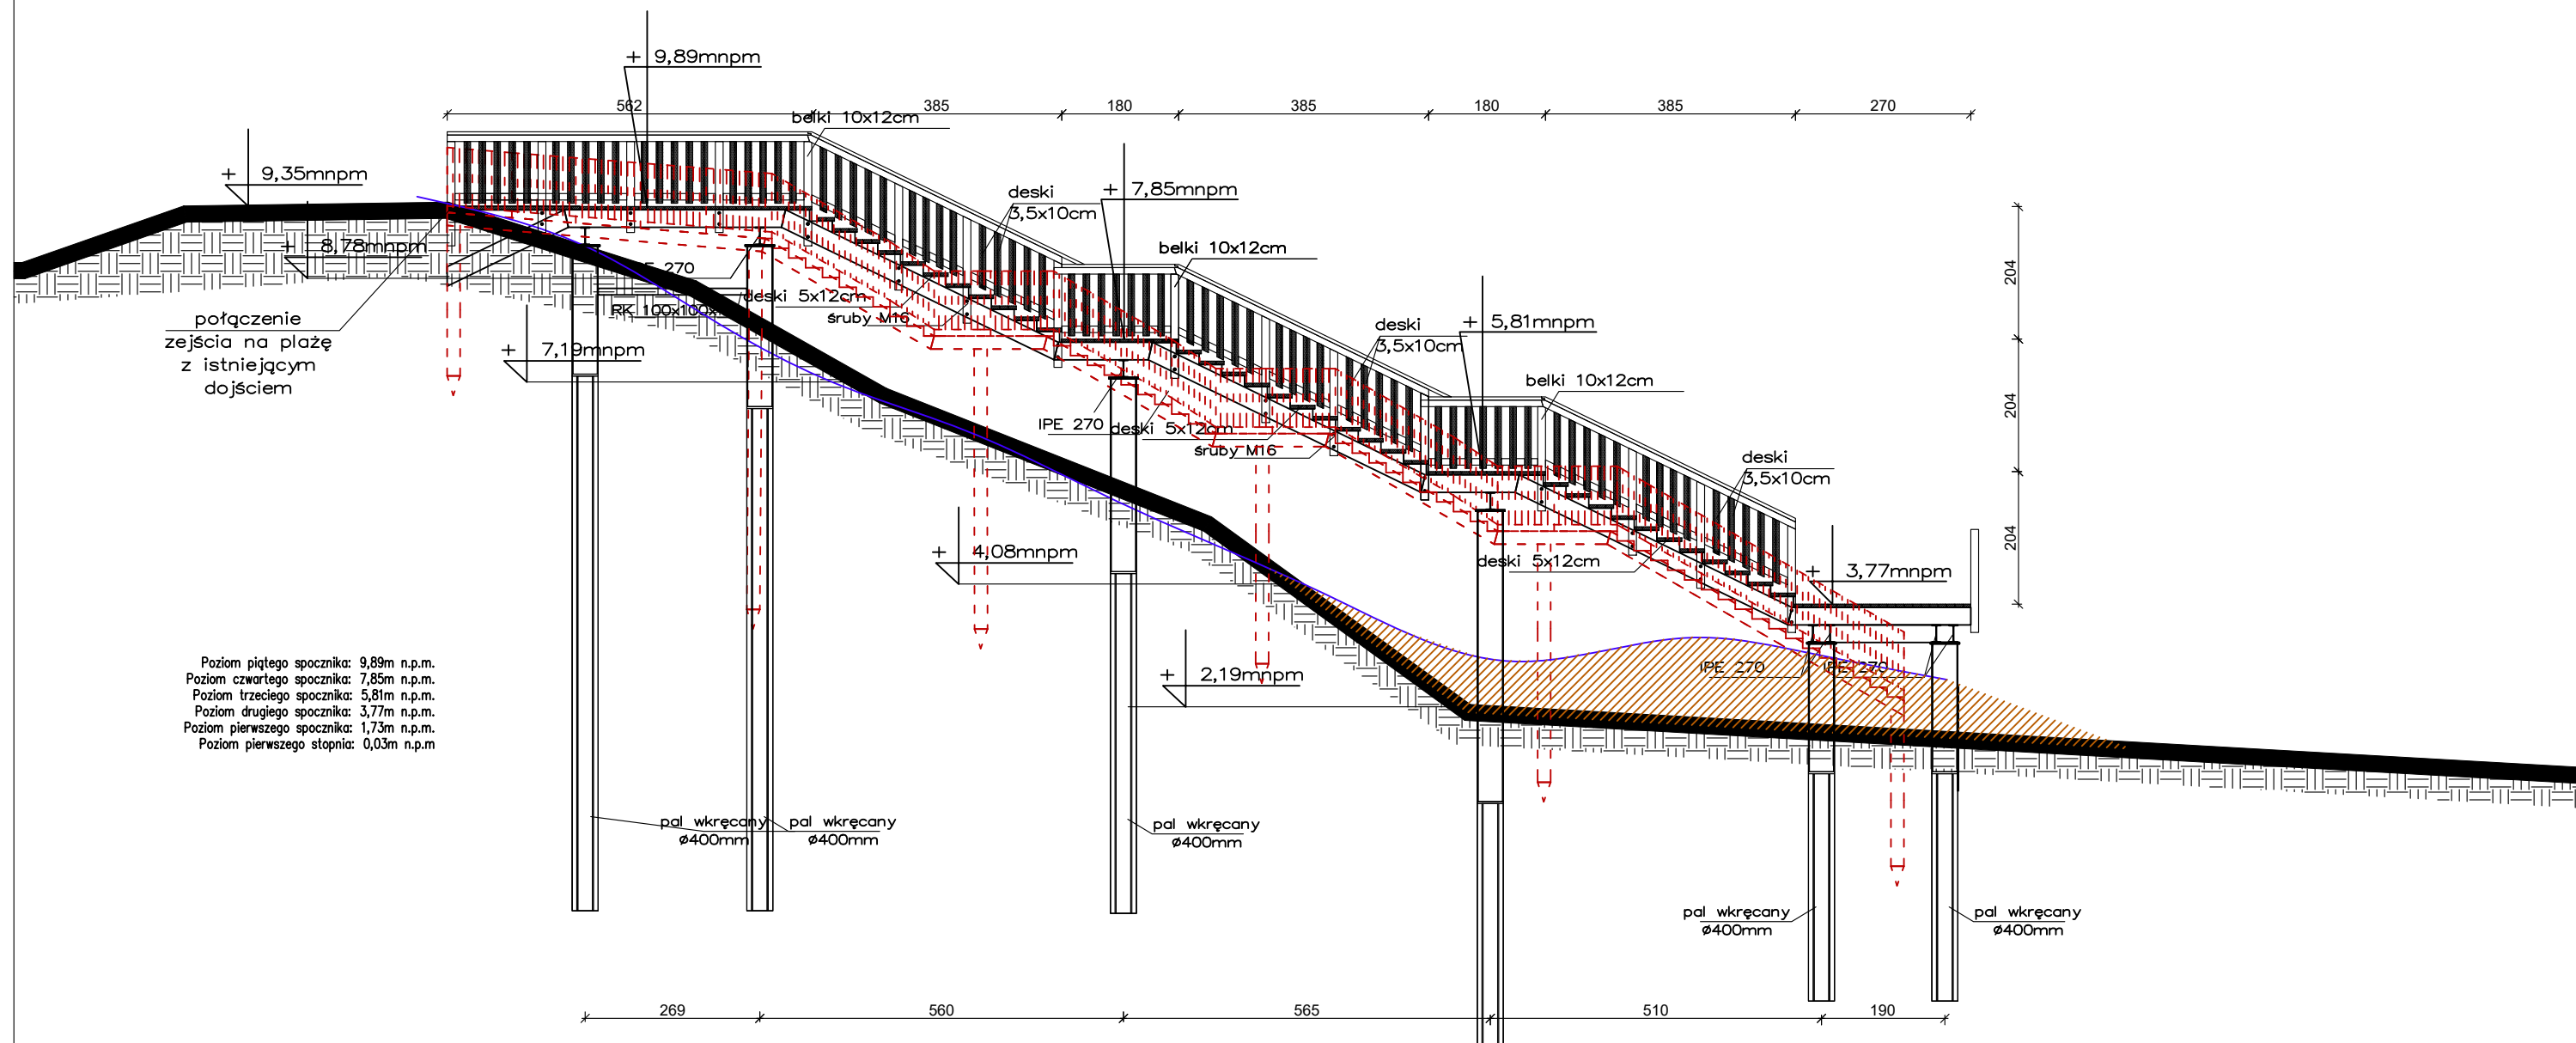 + 9,89mnpm
562
385
180
385
180
385
270
belki 10x12cm
+ 9,35mnpm
deski
3,5x10cm
+ 7,85mnpm
+ 8,78mnpm
belki 10x12cm
270
deski 5x12cm
RK 100x100x
śruby M16
204
połączenie
zejścia na plażę
z istniejącym
dojściem
+ 7,19mnpm
deski
3,5x10cm
+ 5,81mnpm
belki 10x12cm
204
IPE 270
deski 5x12cm
śruby M16
deski
3,5x10cm
204
+ 4,08mnpm
deski 5x12cm
+ 3,77mnpm
+ 2,19mnpm
IPE 270
IPE 270
Poziom piątego spocznika: 9,89m n.p.m.
Poziom czwartego spocznika: 7,85m n.p.m.
Poziom trzeciego spocznika: 5,81m n.p.m.
Poziom drugiego spocznika: 3,77m n.p.m.
Poziom pierwszego spocznika: 1,73m n.p.m.
Poziom pierwszego stopnia: 0,03m n.p.m
pal wkręcany
ø400mm
pal wkręcany
ø400mm
pal wkręcany
ø400mm
pal wkręcany
ø400mm
pal wkręcany
ø400mm
269
560
565
510
190